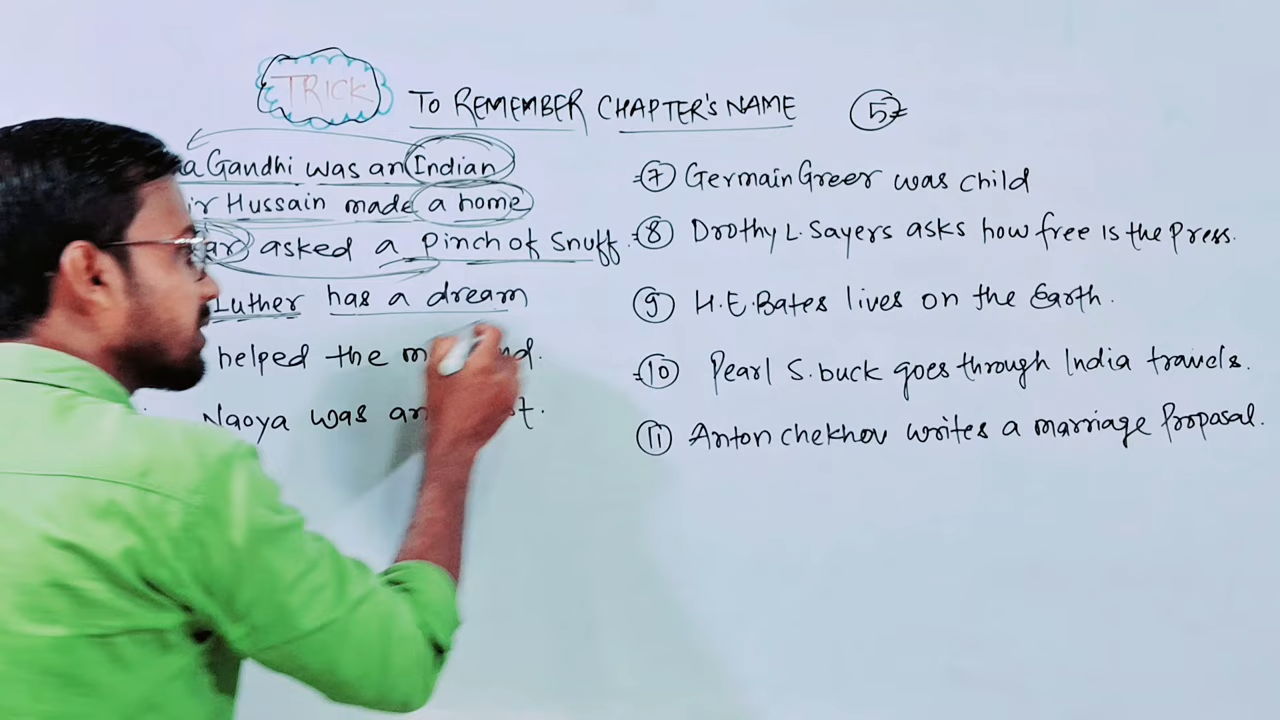 TRICK TO REMEMBER CHAPTER'S NAME 5
Gandhi was an Indian
Hussain made a home
asked a Pinch of Snuff.
Luther has a dream
helped the
Naoya was
7 Germain Greer was child
8 Drothy L. Sayers asks how free is the Press.
9 H.E. Bates lives on the Earth.
10 Pearl S. buck goes through India travels.
11 Anton chekhov writes a marriage Proposal.